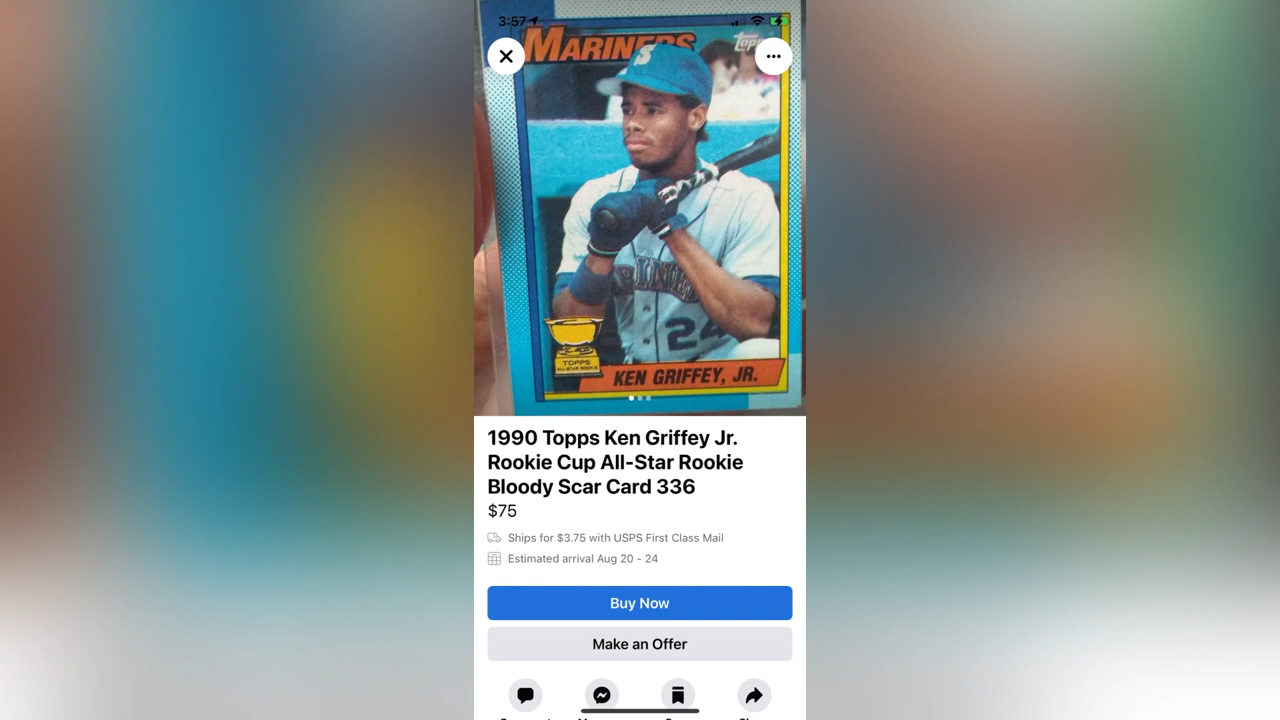 3:57
MARINERS
topps
S
RINE
24
TOPPS
ALL-STAR ROOKIE
KEN GRIFFEY, JR.
1990 Topps Ken Griffey Jr.
Rookie Cup All-Star Rookie
Bloody Scar Card 336
$75
Ships for $3.75 with USPS First Class Mail
Estimated arrival Aug 20 - 24
Buy Now
Make an Offer